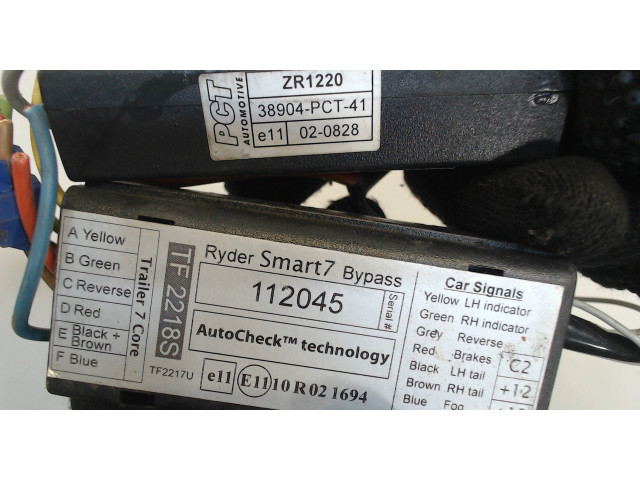 PCT
AUTOMOTIVE
ZR1220
38904-PCT-41
e11 02-0828
A Yellow
B Green
C Reverse
D Red
E Black +
Brown
F Blue
Trailer 7 Core
TF 2218S
TF2217U
Ryder Smart7 Bypass
112045
Serial #
AutoCheck™ technology
e11 E11 10 R 02 1694
Car Signals
Yellow LH indicator
Green RH indicator
Grey Reverse
Red Brakes
Black LH tail
Brown RH tail
Blue Fog
C2
+12